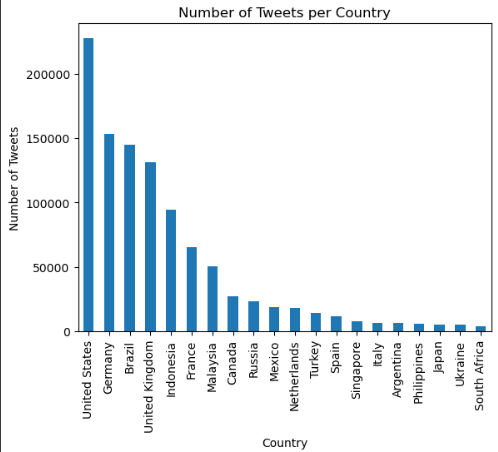 Number of Tweets per Country
Number of Tweets
200000
150000
100000
50000
0
United States
Germany
Brazil
United Kingdom
Indonesia
France
Malaysia
Canada
Russia
Mexico
Netherlands
Turkey
Spain
Singapore
Italy
Argentina
Philippines
Japan
Ukraine
South Africa
Country